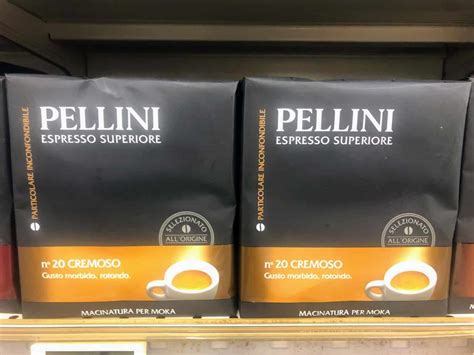 PELLINI
ESPRESSO SUPERIORE
PARTICOLARE INCONFONDIBILE
SELEZIONATO
ALL'ORIGINE
n° 20 CREMOSO
Gusto morbido, rotondo.
MACINATURA PER MOKA
PELLINI
ESPRESSO SUPERIORE
PARTICOLARE INCONFONDIBILE
SELEZIONATO
ALL'ORIGINE
n° 20 CREMOSO
Gusto morbido, rotondo.
MACINATURA PER MOKA